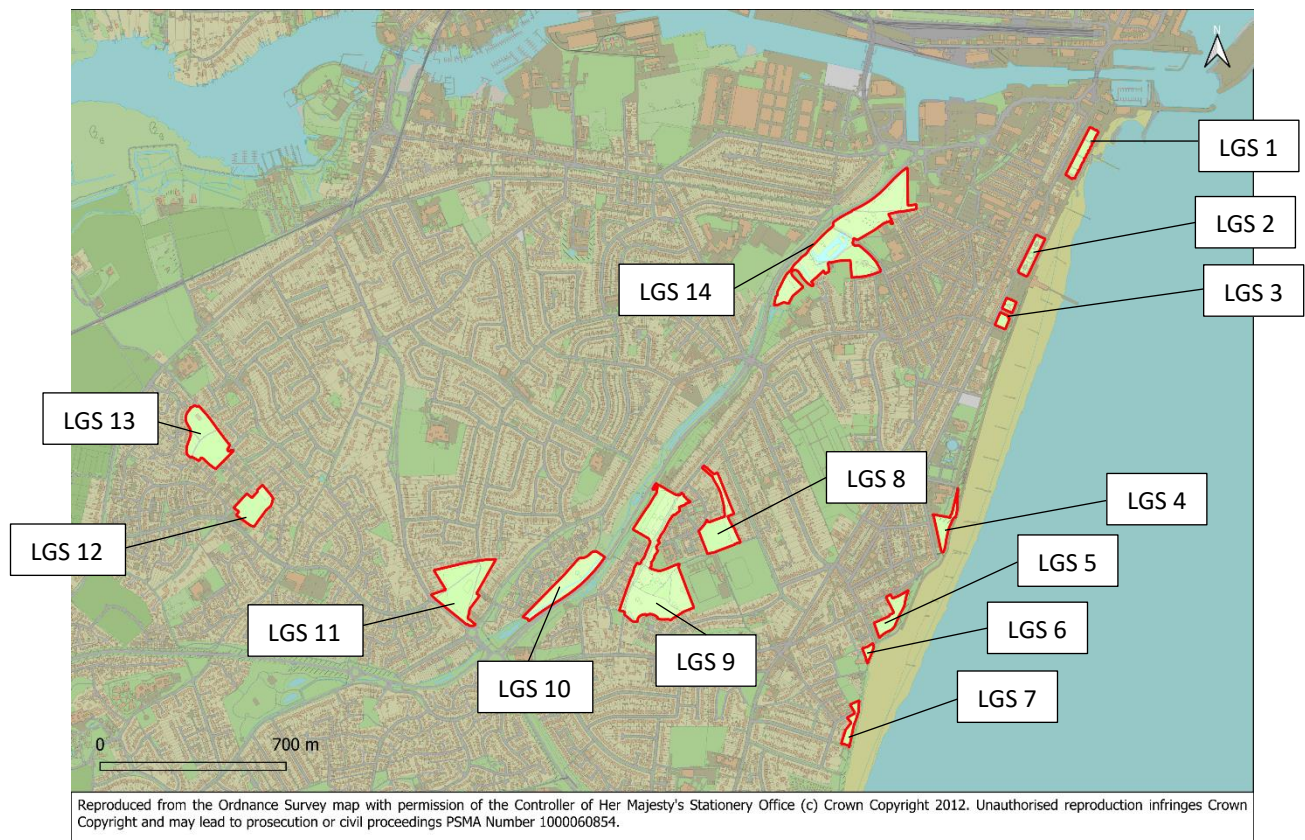 N
LGS 1
LGS 2
LGS 3
LGS 14
LGS 13
LGS 8
LGS 4
LGS 12
LGS 5
LGS 11
LGS 6
LGS 9
LGS 10
LGS 7
0 700 m
Reproduced from the Ordnance Survey map with permission of the Controller of Her Majesty's Stationery Office (c) Crown Copyright 2012. Unauthorised reproduction infringes Crown
Copyright and may lead to prosecution or civil proceedings PSMA Number 1000060854.